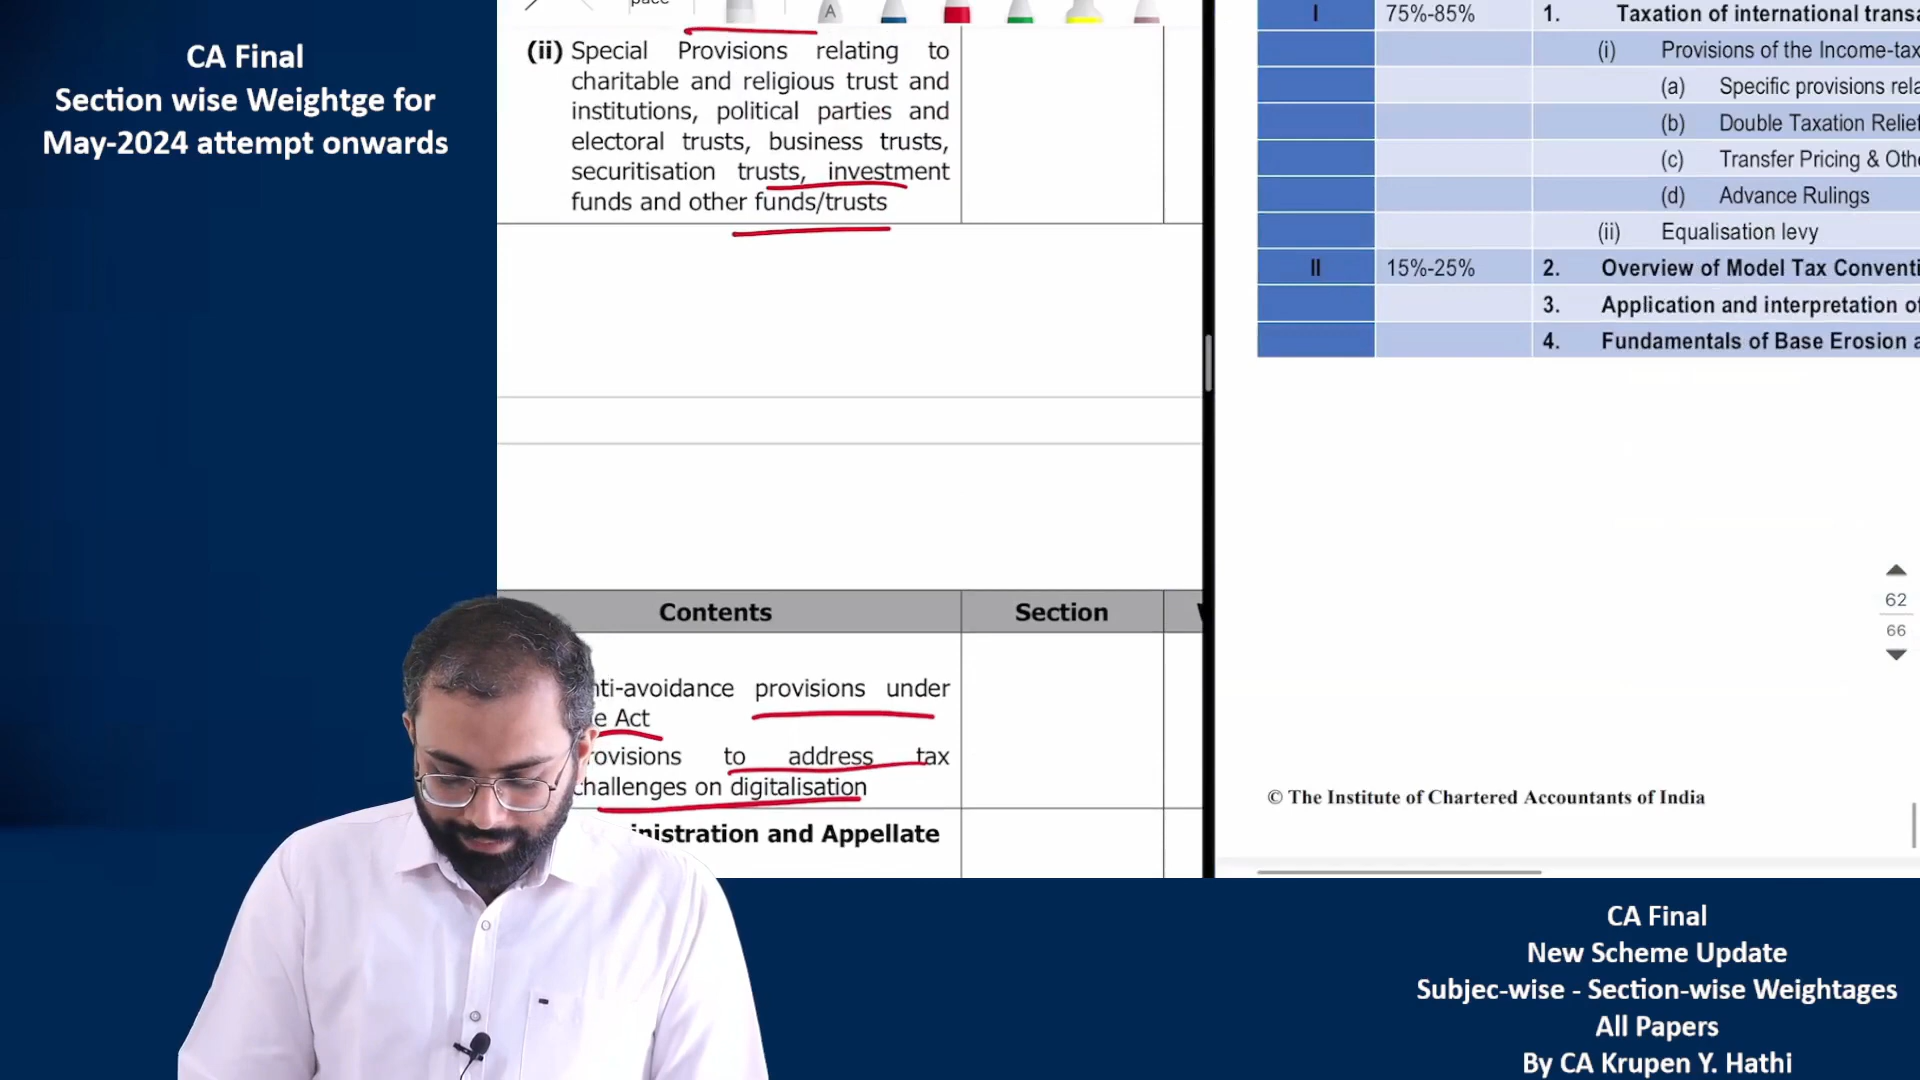 CA Final
Section wise Weightge for
May-2024 attempt onwards
A
(ii) Special Provisions relating to
charitable and religious trust and
institutions, political parties and
electoral trusts, business trusts,
securitisation trusts, investment
funds and other funds/trusts
Contents Section
nti-avoidance provisions under
e Act
rovisions to address tax
challenges on digitalisation
nistration and Appellate
I 75%-85% 1. Taxation of international transa
(i) Provisions of the Income-tax
(a) Specific provisions rela
(b) Double Taxation Relief
(c) Transfer Pricing & Othe
(d) Advance Rulings
(ii) Equalisation levy
II 15%-25% 2. Overview of Model Tax Conventi
3. Application and interpretation of
4. Fundamentals of Base Erosion a
62
66
© The Institute of Chartered Accountants of India
CA Final
New Scheme Update
Subjec-wise - Section-wise Weightages
All Papers
By CA Krupen Y. Hathi